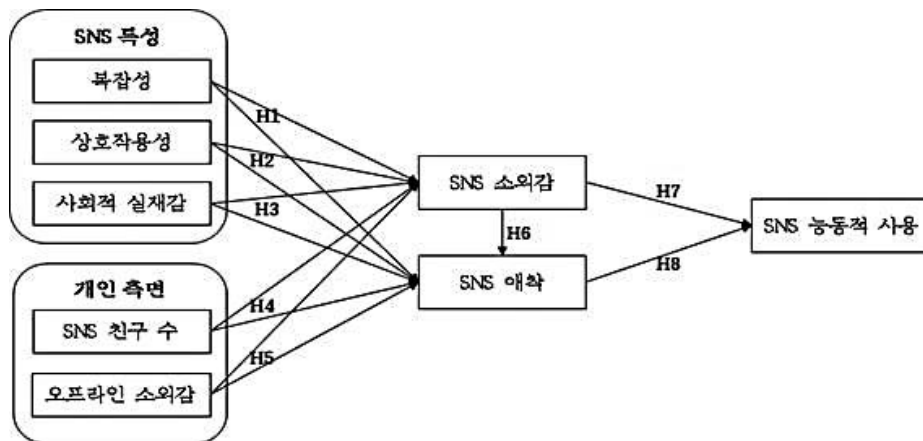 SNS 특성
복잡성
상호작용성
사회적 실재감
개인 측면
SNS 친구 수
오프라인 소외감
H1
H2
H3
H4
H5
SNS 소외감
H6
SNS 애착
H7
H8
SNS 능동적 사용